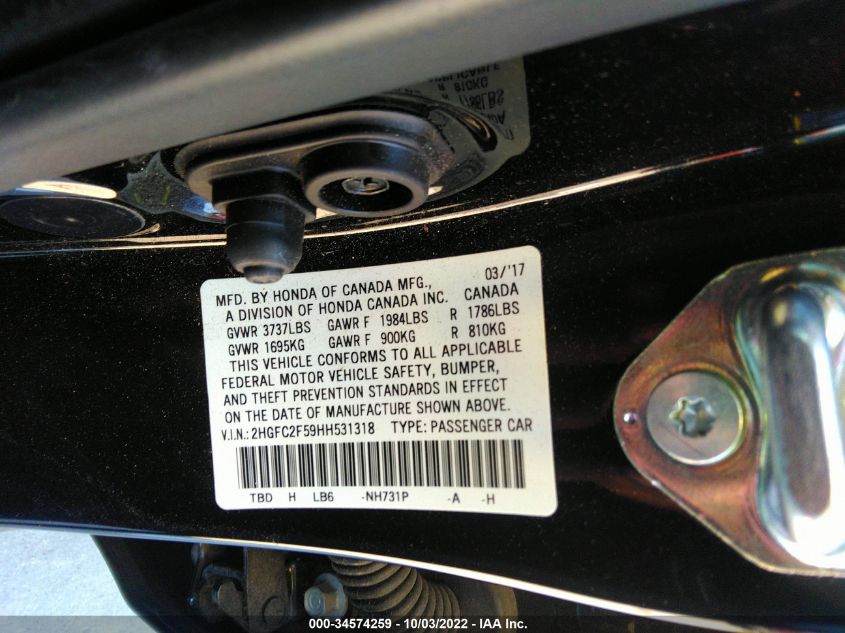 MFD. BY HONDA OF CANADA MFG., 03/'17
A DIVISION OF HONDA CANADA INC. CANADA
GVWR 3737LBS GAWR F 1984LBS R 1786LBS
GVWR 1695KG GAWR F 900KG R 810KG
THIS VEHICLE CONFORMS TO ALL APPLICABLE
FEDERAL MOTOR VEHICLE SAFETY, BUMPER,
AND THEFT PREVENTION STANDARDS IN EFFECT
ON THE DATE OF MANUFACTURE SHOWN ABOVE.
V.I.N.: 2HGFC2F59HH531318 TYPE: PASSENGER CAR
TBD H LB6 -NH731P -A -H
000-34574259 - 10/03/2022 - IAA Inc.